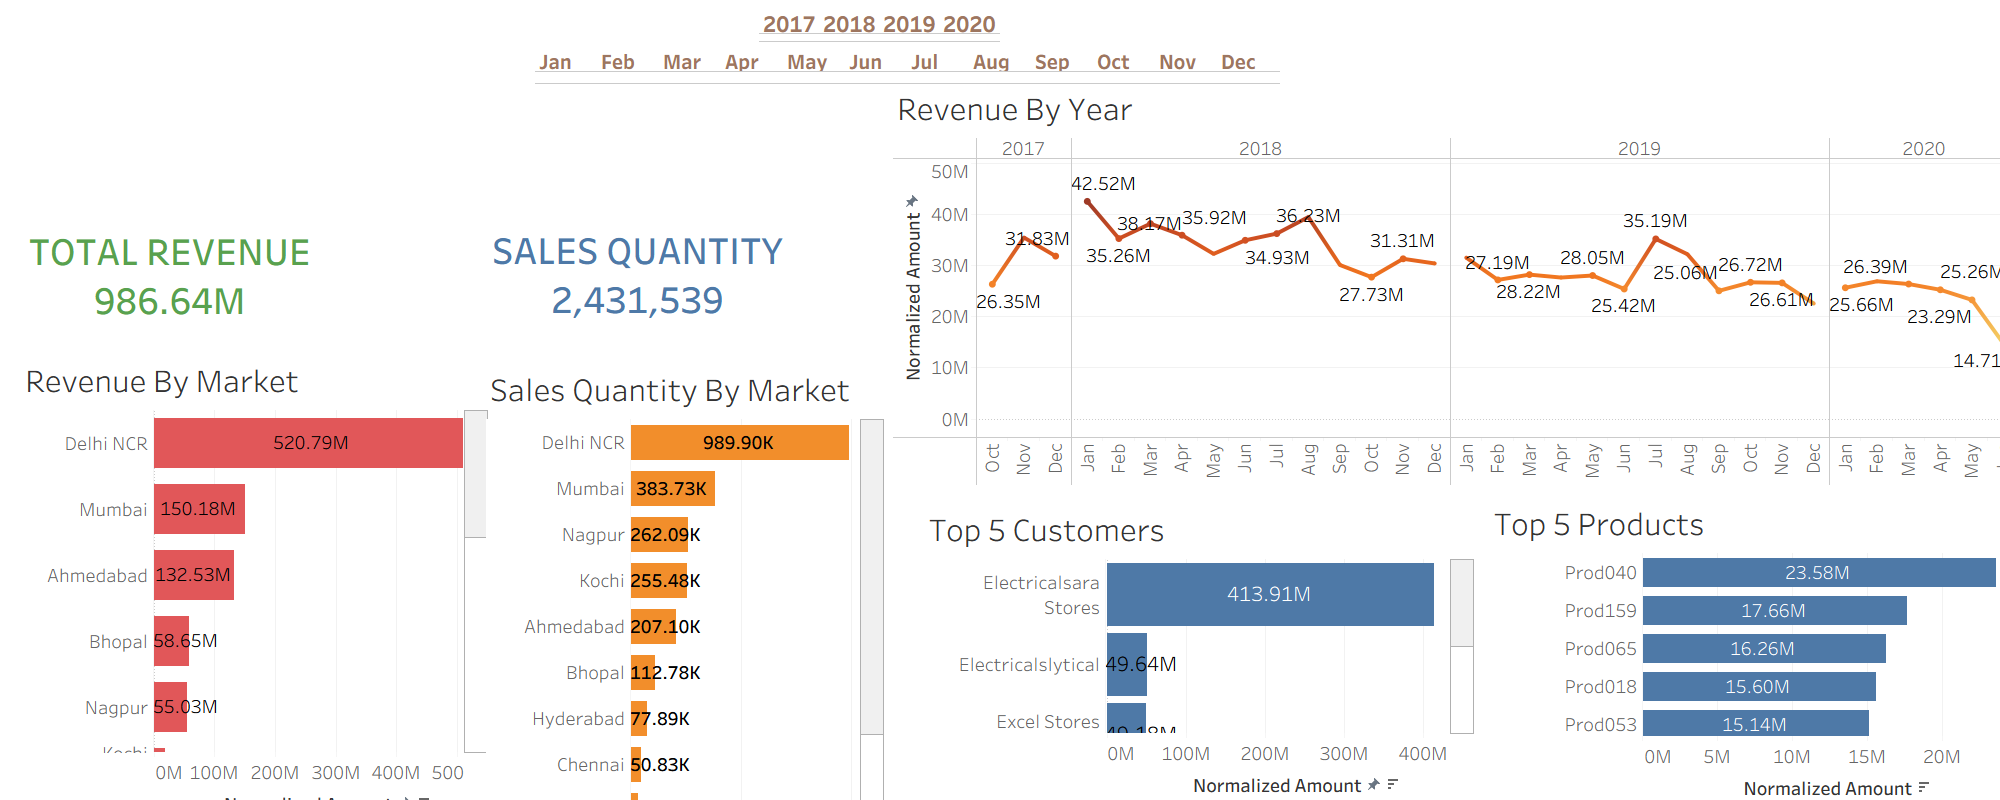 2017 2018 2019 2020
Jan Feb Mar Apr May Jun Jul Aug Sep Oct Nov Dec
Revenue By Year
2017 2018 2019 2020
50M
40M
30M
20M
10M
0M
Normalized Amount
26.35M 31.83M
42.52M 35.26M 38.17M 35.92M 34.93M 36.23M 27.73M 31.31M
27.19M 28.22M 28.05M 25.42M 35.19M 25.06M 26.72M 26.61M
25.66M 26.39M 23.29M 25.26M 14.71
Oct Nov Dec Jan Feb Mar Apr May Jun Jul Aug Sep Oct Nov Dec Jan Feb Mar Apr May Jun Jul Aug Sep Oct Nov Dec Jan Feb Mar Apr May
TOTAL REVENUE
986.64M
SALES QUANTITY
2,431,539
Revenue By Market
Delhi NCR 520.79M
Mumbai 150.18M
Ahmedabad 132.53M
Bhopal 58.65M
Nagpur 55.03M
Kochi
0M 100M 200M 300M 400M 500
Normalized Amount
Sales Quantity By Market
Delhi NCR 989.90K
Mumbai 383.73K
Nagpur 262.09K
Kochi 255.48K
Ahmedabad 207.10K
Bhopal 112.78K
Hyderabad 77.89K
Chennai 50.83K
Top 5 Customers
Electricalsara
Stores
413.91M
Electricalslytical 49.64M
Excel Stores 49.18M
0M 100M 200M 300M 400M
Normalized Amount
Top 5 Products
Prod040 23.58M
Prod159 17.66M
Prod065 16.26M
Prod018 15.60M
Prod053 15.14M
0M 5M 10M 15M 20M
Normalized Amount